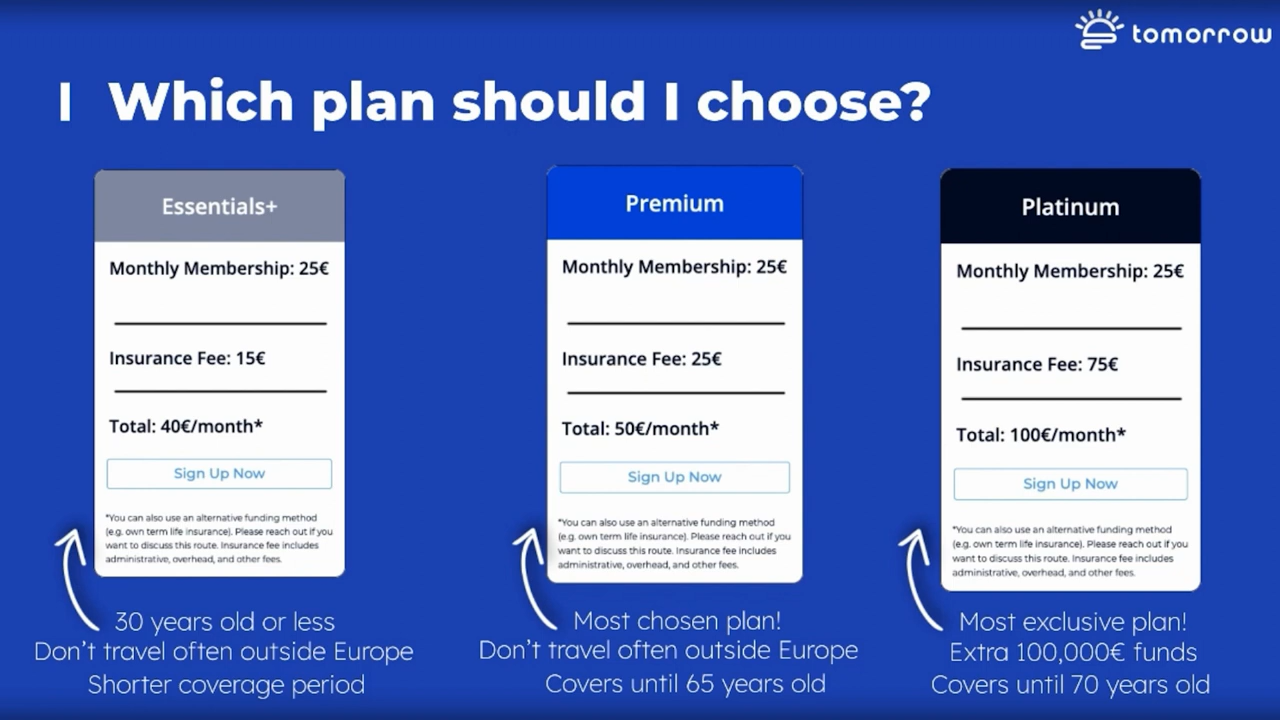 tomorrow
| Which plan should I choose?
Essentials+
Monthly Membership: 25€
Insurance Fee: 15€
Total: 40€/month*
Sign Up Now
*You can also use an alternative funding method
(e.g. own term life insurance). Please reach out if you
want to discuss this route. Insurance fee includes
administrative, overhead, and other fees.
30 years old or less
Don't travel often outside Europe
Shorter coverage period
Premium
Monthly Membership: 25€
Insurance Fee: 25€
Total: 50€/month*
Sign Up Now
*You can also use an alternative funding method
(e.g. own term life insurance). Please reach out if you
want to discuss this route. Insurance fee includes
administrative, overhead, and other fees.
Most chosen plan!
Don't travel often outside Europe
Covers until 65 years old
Platinum
Monthly Membership: 25€
Insurance Fee: 75€
Total: 100€/month*
Sign Up Now
*You can also use an alternative funding method
(e.g. own term life insurance). Please reach out if you
want to discuss this route. Insurance fee includes
administrative, overhead, and other fees.
Most exclusive plan!
Extra 100,000€ funds
Covers until 70 years old